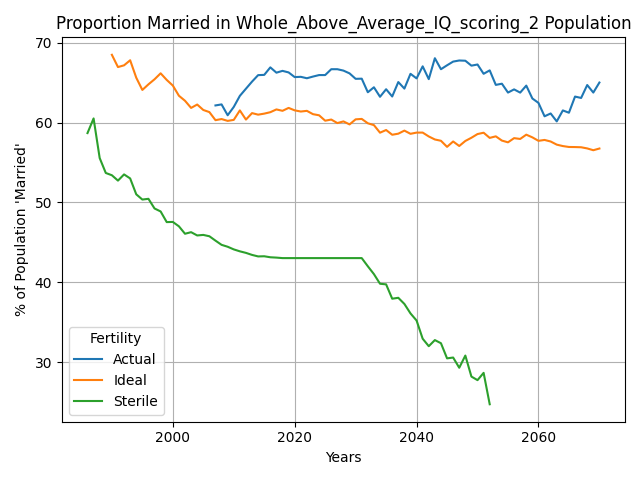 Proportion Married in Whole_Above_Average_IQ_scoring_2 Population
% of Population 'Married'
70
60
50
40
30
Fertility
Actual
Ideal
Sterile
2000
2020
2040
2060
Years